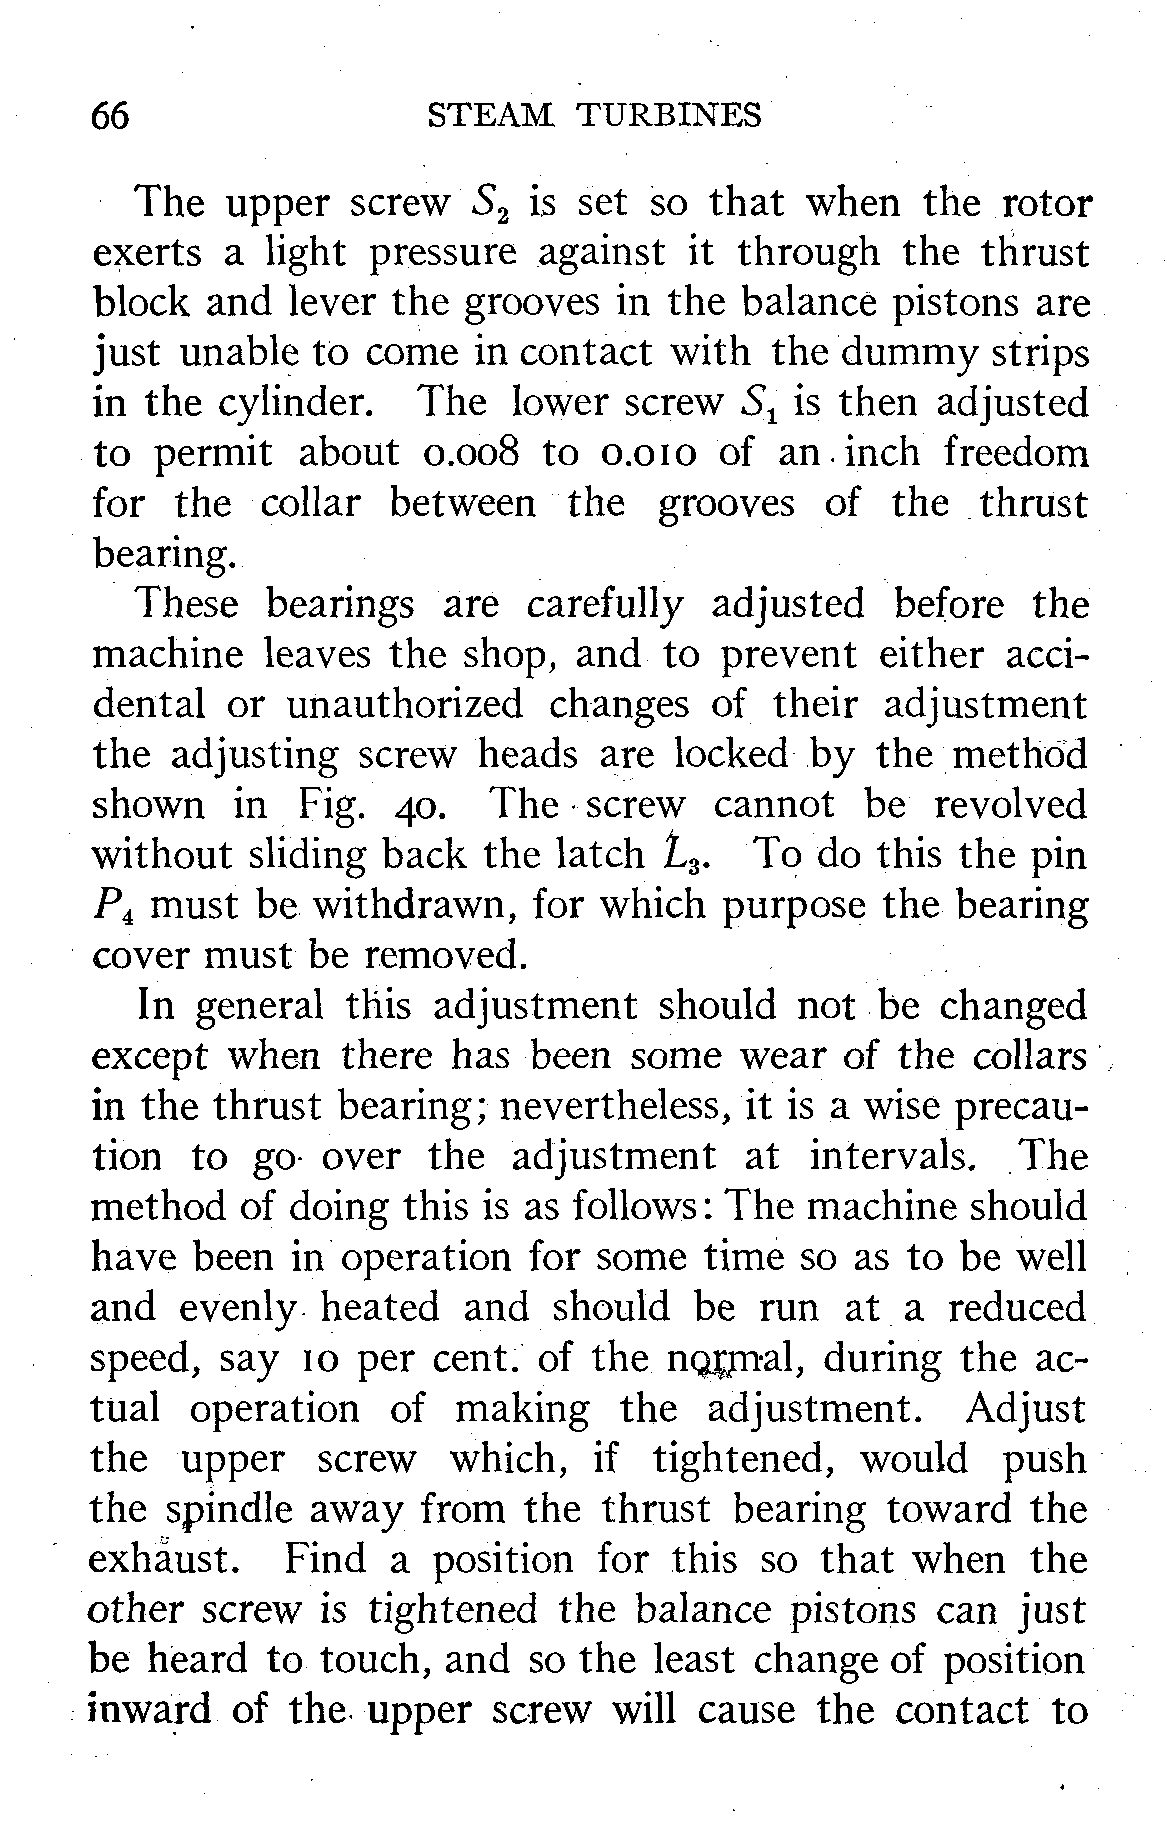 66 STEAM TURBINES
The upper screw S₂ is set so that when the rotor
exerts a light pressure against it through the thrust
block and lever the grooves in the balance pistons are
just unable to come in contact with the dummy strips
in the cylinder. The lower screw S₁ is then adjusted
to permit about 0.008 to 0.010 of an inch freedom
for the collar between the grooves of the thrust
bearing.
These bearings are carefully adjusted before the
machine leaves the shop, and to prevent either acci-
dental or unauthorized changes of their adjustment
the adjusting screw heads are locked by the method
shown in Fig. 40. The screw cannot be revolved
without sliding back the latch L₃. To do this the pin
P₄ must be withdrawn, for which purpose the bearing
cover must be removed.
In general this adjustment should not be changed
except when there has been some wear of the collars
in the thrust bearing; nevertheless, it is a wise precau-
tion to go over the adjustment at intervals. The
method of doing this is as follows: The machine should
have been in operation for some time so as to be well
and evenly heated and should be run at a reduced
speed, say 10 per cent. of the normal, during the ac-
tual operation of making the adjustment. Adjust
the upper screw which, if tightened, would push
the spindle away from the thrust bearing toward the
exhaust. Find a position for this so that when the
other screw is tightened the balance pistons can just
be heard to touch, and so the least change of position
inward of the upper screw will cause the contact to